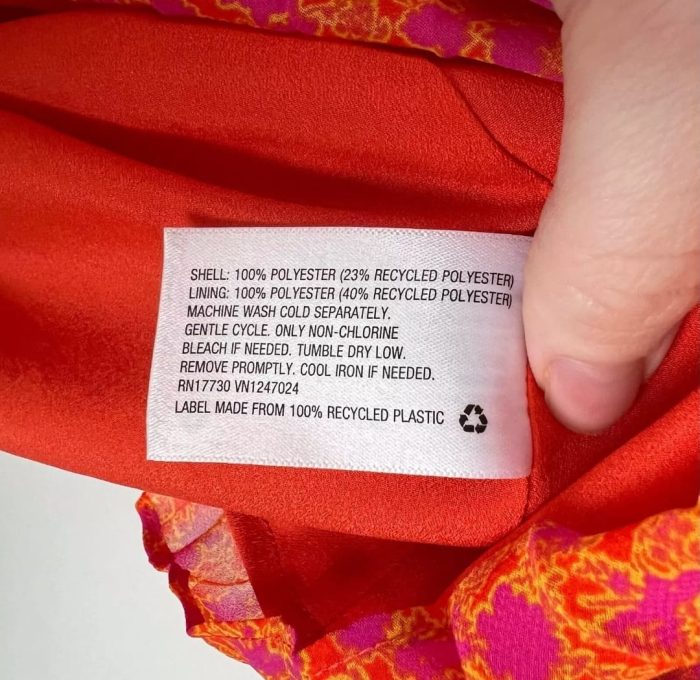 SHELL: 100% POLYESTER (23% RECYCLED POLYESTER)
LINING: 100% POLYESTER (40% RECYCLED POLYESTER)
MACHINE WASH COLD SEPARATELY.
GENTLE CYCLE. ONLY NON-CHLORINE
BLEACH IF NEEDED. TUMBLE DRY LOW.
REMOVE PROMPTLY. COOL IRON IF NEEDED.
RN17730 VN1247024
LABEL MADE FROM 100% RECYCLED PLASTIC